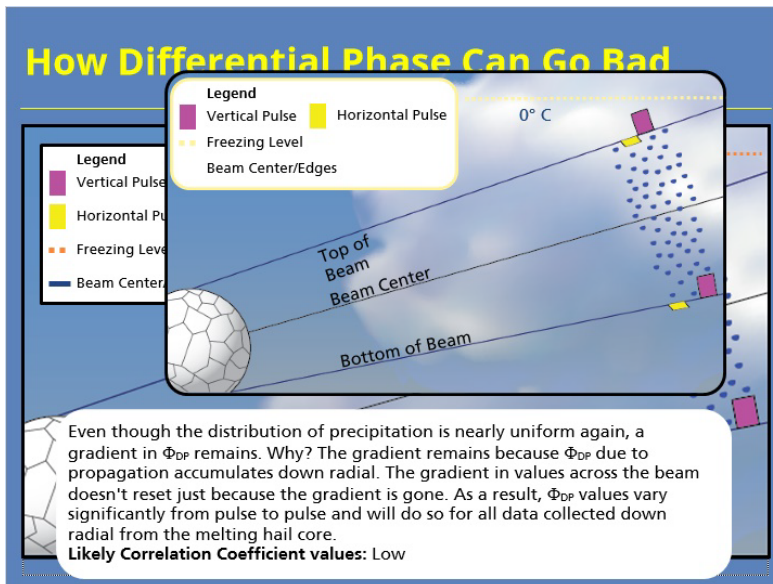 How Differential Phase Can Go Bad
Legend
Vertical Pulse
Horizontal Pulse
Freezing Level
Beam Center/Edges
0° C
Legend
Vertical Pulse
Horizontal Pu
Freezing Leve
Beam Center/
Top of
Beam
Beam Center
Bottom of Beam
Even though the distribution of precipitation is nearly uniform again, a
gradient in ΦDP remains. Why? The gradient remains because ΦDP due to
propagation accumulates down radial. The gradient in values across the beam
doesn't reset just because the gradient is gone. As a result, ΦDP values vary
significantly from pulse to pulse and will do so for all data collected down
radial from the melting hail core.
Likely Correlation Coefficient values: Low